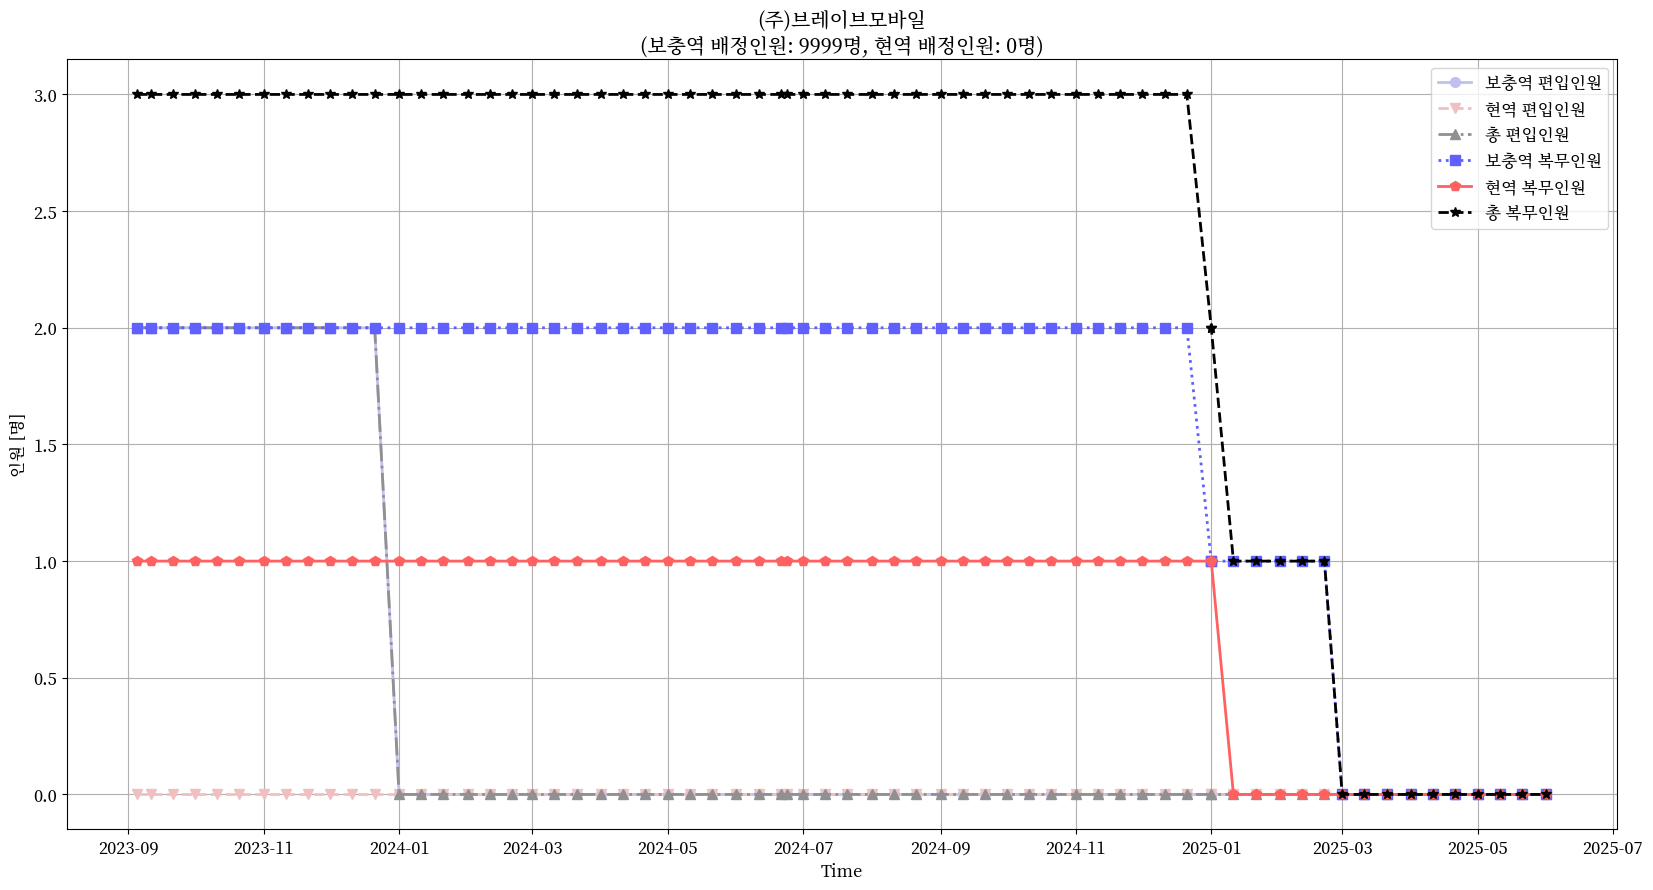 (주)브레이브모바일
(보충역 배정인원: 9999명, 현역 배정인원: 0명)
보충역 편입인원
현역 편입인원
총 편입인원
보충역 복무인원
현역 복무인원
총 복무인원
인원 [명]
3.0
2.5
2.0
1.5
1.0
0.5
0.0
2023-09 2023-11 2024-01 2024-03 2024-05 2024-07 2024-09 2024-11 2025-01 2025-03 2025-05 2025-07
Time